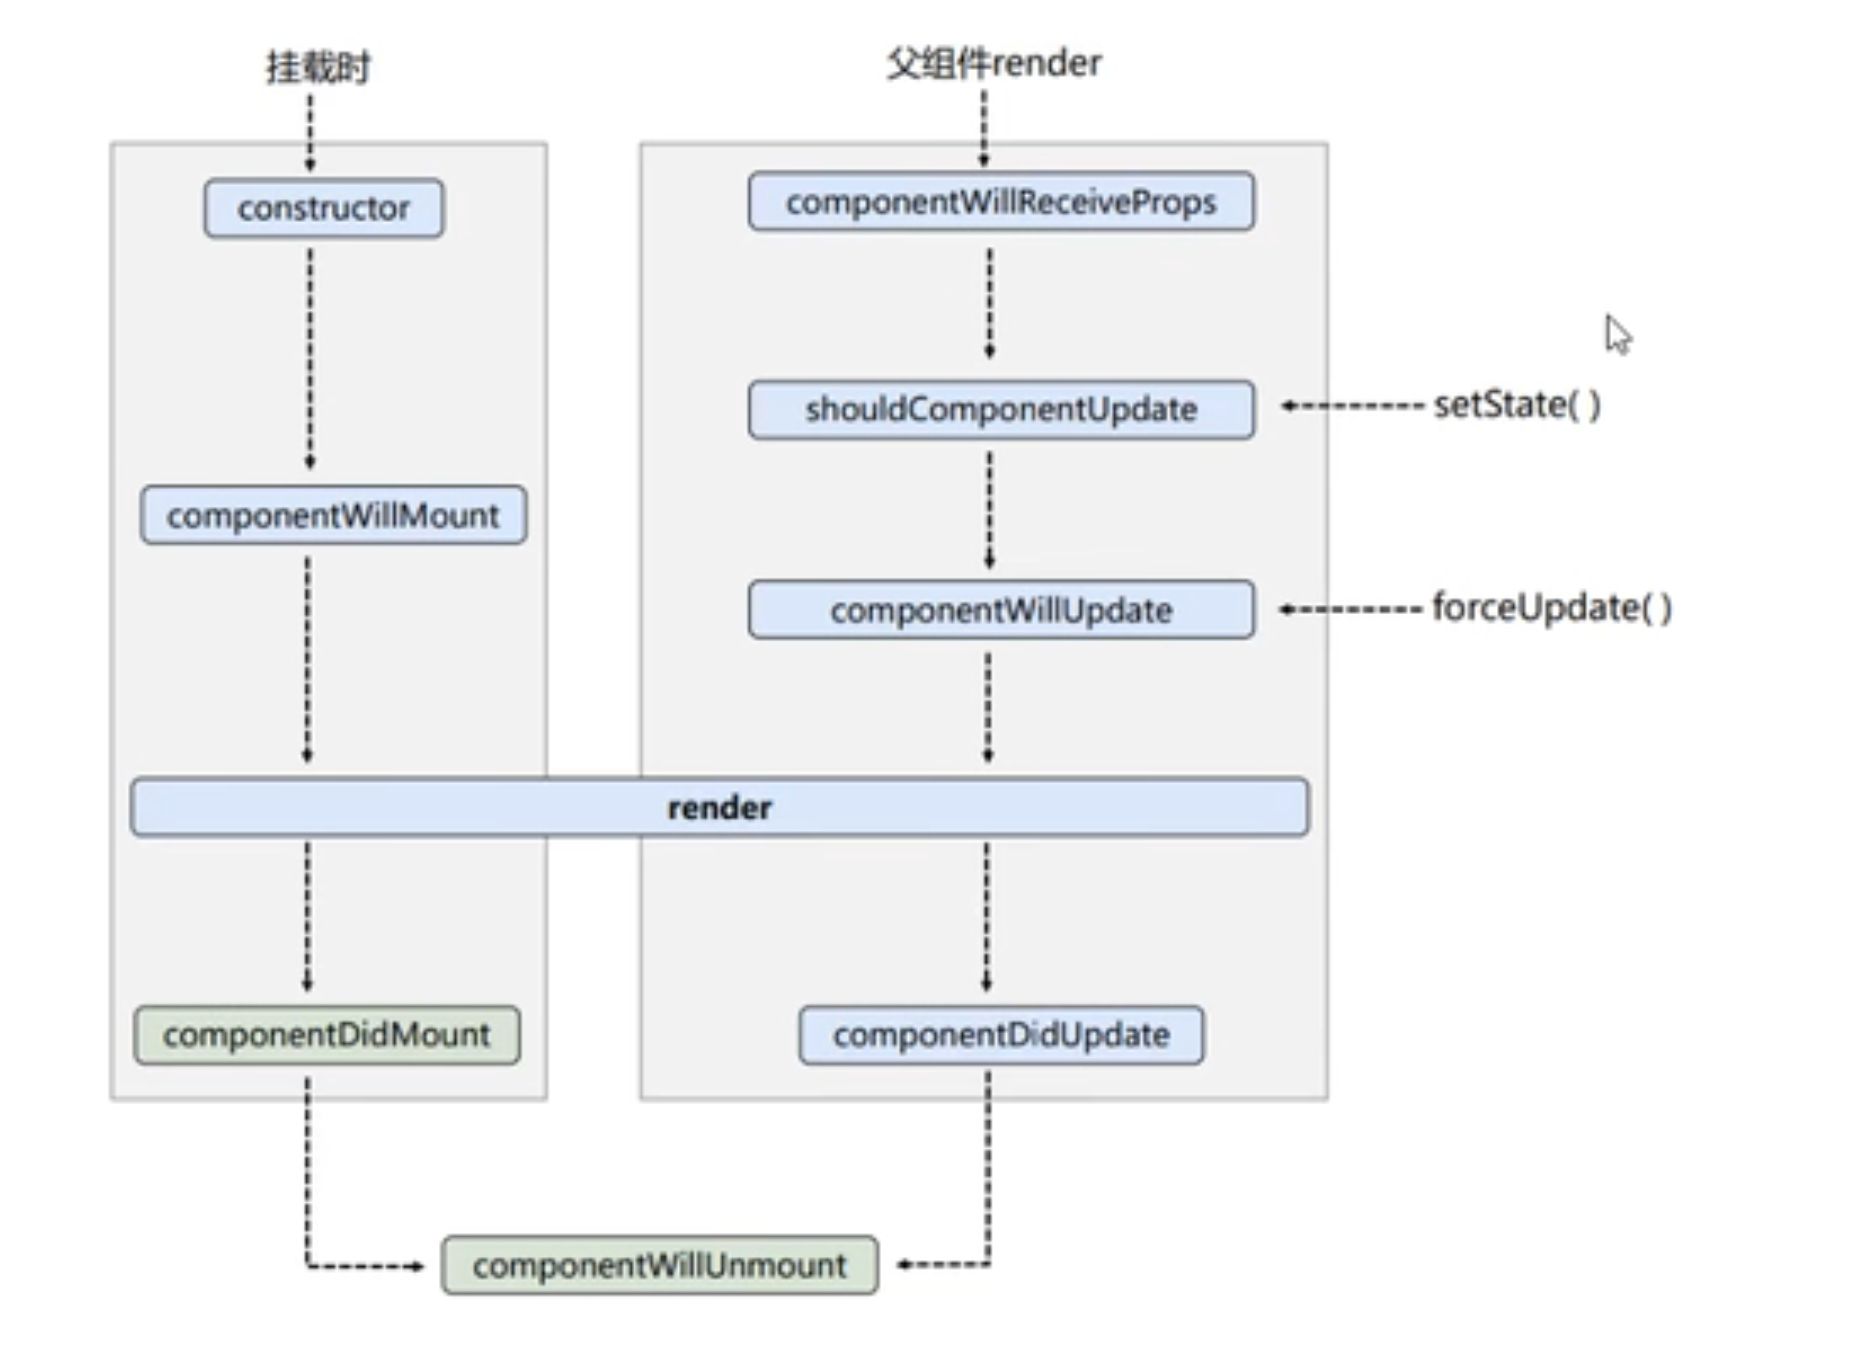 挂载时
父组件render
constructor
componentWillReceiveProps
shouldComponentUpdate
setState( )
componentWillMount
componentWillUpdate
forceUpdate( )
render
componentDidMount
componentDidUpdate
componentWillUnmount